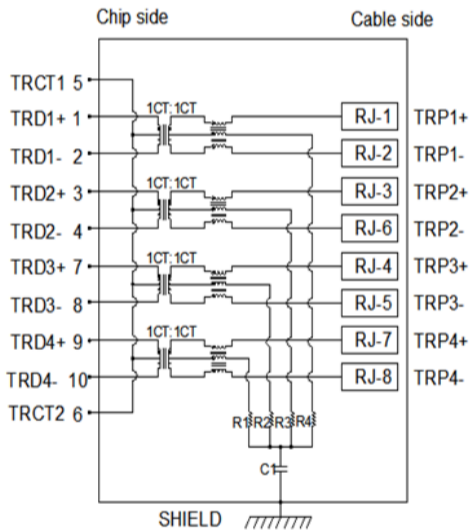 Chip side Cable side
TRCT1 5
TRD1+ 1 1CT:1CT RJ-1 TRP1+
TRD1- 2 RJ-2 TRP1-
TRD2+ 3 1CT:1CT RJ-3 TRP2+
TRD2- 4 RJ-6 TRP2-
TRD3+ 7 1CT:1CT RJ-4 TRP3+
TRD3- 8 RJ-5 TRP3-
TRD4+ 9 1CT:1CT RJ-7 TRP4+
TRD4- 10 RJ-8 TRP4-
TRCT2 6
R1 R2 R3 R4
C1
SHIELD